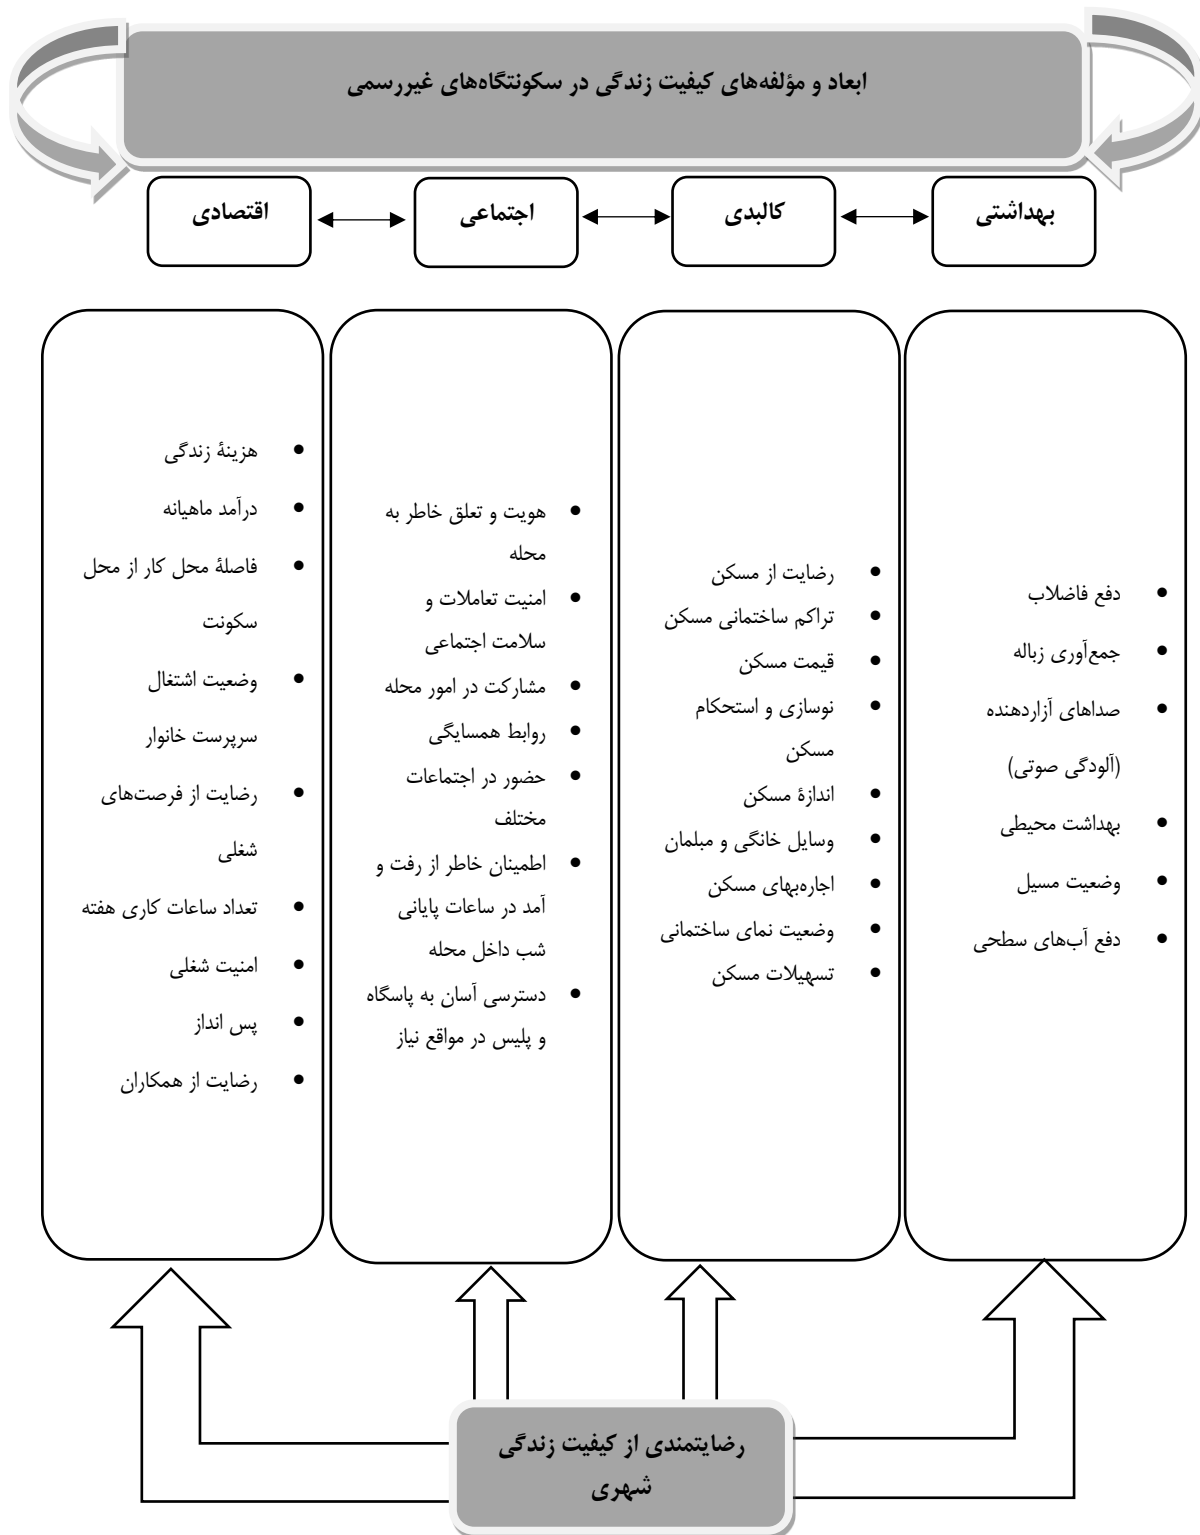 ابعاد و مؤلفه‌های کیفیت زندگی در سکونتگاه‌های غیررسمی
بهداشتی
کالبدی
اجتماعی
اقتصادی
• دفع فاضلاب
• جمع‌آوری زباله
• صداهای آزاردهنده
(آلودگی صوتی)
• بهداشت محیطی
• وضعیت مسیل
• دفع آب‌های سطحی
• رضایت از مسکن
• تراکم ساختمانی مسکن
• قیمت مسکن
• نوسازی و استحکام
مسکن
• اندازهٔ مسکن
• وسایل خانگی و مبلمان
• اجاره‌بهای مسکن
• وضعیت نمای ساختمانی
• تسهیلات مسکن
• هویت و تعلق خاطر به
محله
• امنیت تعاملات و
سلامت اجتماعی
• مشارکت در امور محله
• روابط همسایگی
• حضور در اجتماعات
مختلف
• اطمینان خاطر از رفت و
آمد در ساعات پایانی
شب داخل محله
• دسترسی آسان به پاسگاه
و پلیس در مواقع نیاز
• هزینهٔ زندگی
• درآمد ماهیانه
• فاصلهٔ محل کار از محل
سکونت
• وضعیت اشتغال
سرپرست خانوار
• رضایت از فرصت‌های
شغلی
• تعداد ساعات کاری هفته
• امنیت شغلی
• پس انداز
• رضایت از همکاران
رضایتمندی از کیفیت زندگی
شهری